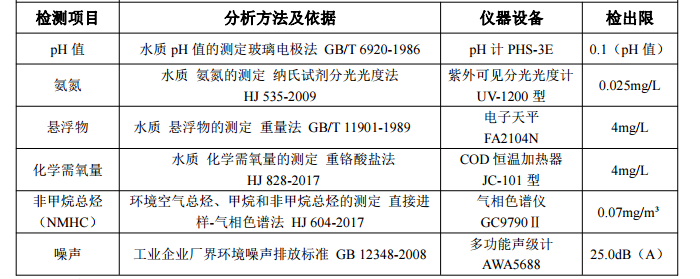 检测项目 分析方法及依据 仪器设备 检出限
pH 值 水质 pH 值的测定玻璃电极法 GB/T 6920-1986 pH 计 PHS-3E 0.1（pH 值）
氨氮 水质 氨氮的测定 纳氏试剂分光光度法
HJ 535-2009 紫外可见分光光度计
UV-1200 型 0.025mg/L
悬浮物 水质 悬浮物的测定 重量法 GB/T 11901-1989 电子天平
FA2104N 4mg/L
化学需氧量 水质 化学需氧量的测定 重铬酸盐法
HJ 828-2017 COD 恒温加热器
JC-101 型 4mg/L
非甲烷总烃
（NMHC） 环境空气总烃、甲烷和非甲烷总烃的测定 直接进
样-气相色谱法 HJ 604-2017 气相色谱仪
GC9790Ⅱ 0.07mg/m³
噪声 工业企业厂界环境噪声排放标准 GB 12348-2008 多功能声级计
AWA5688 25.0dB（A）